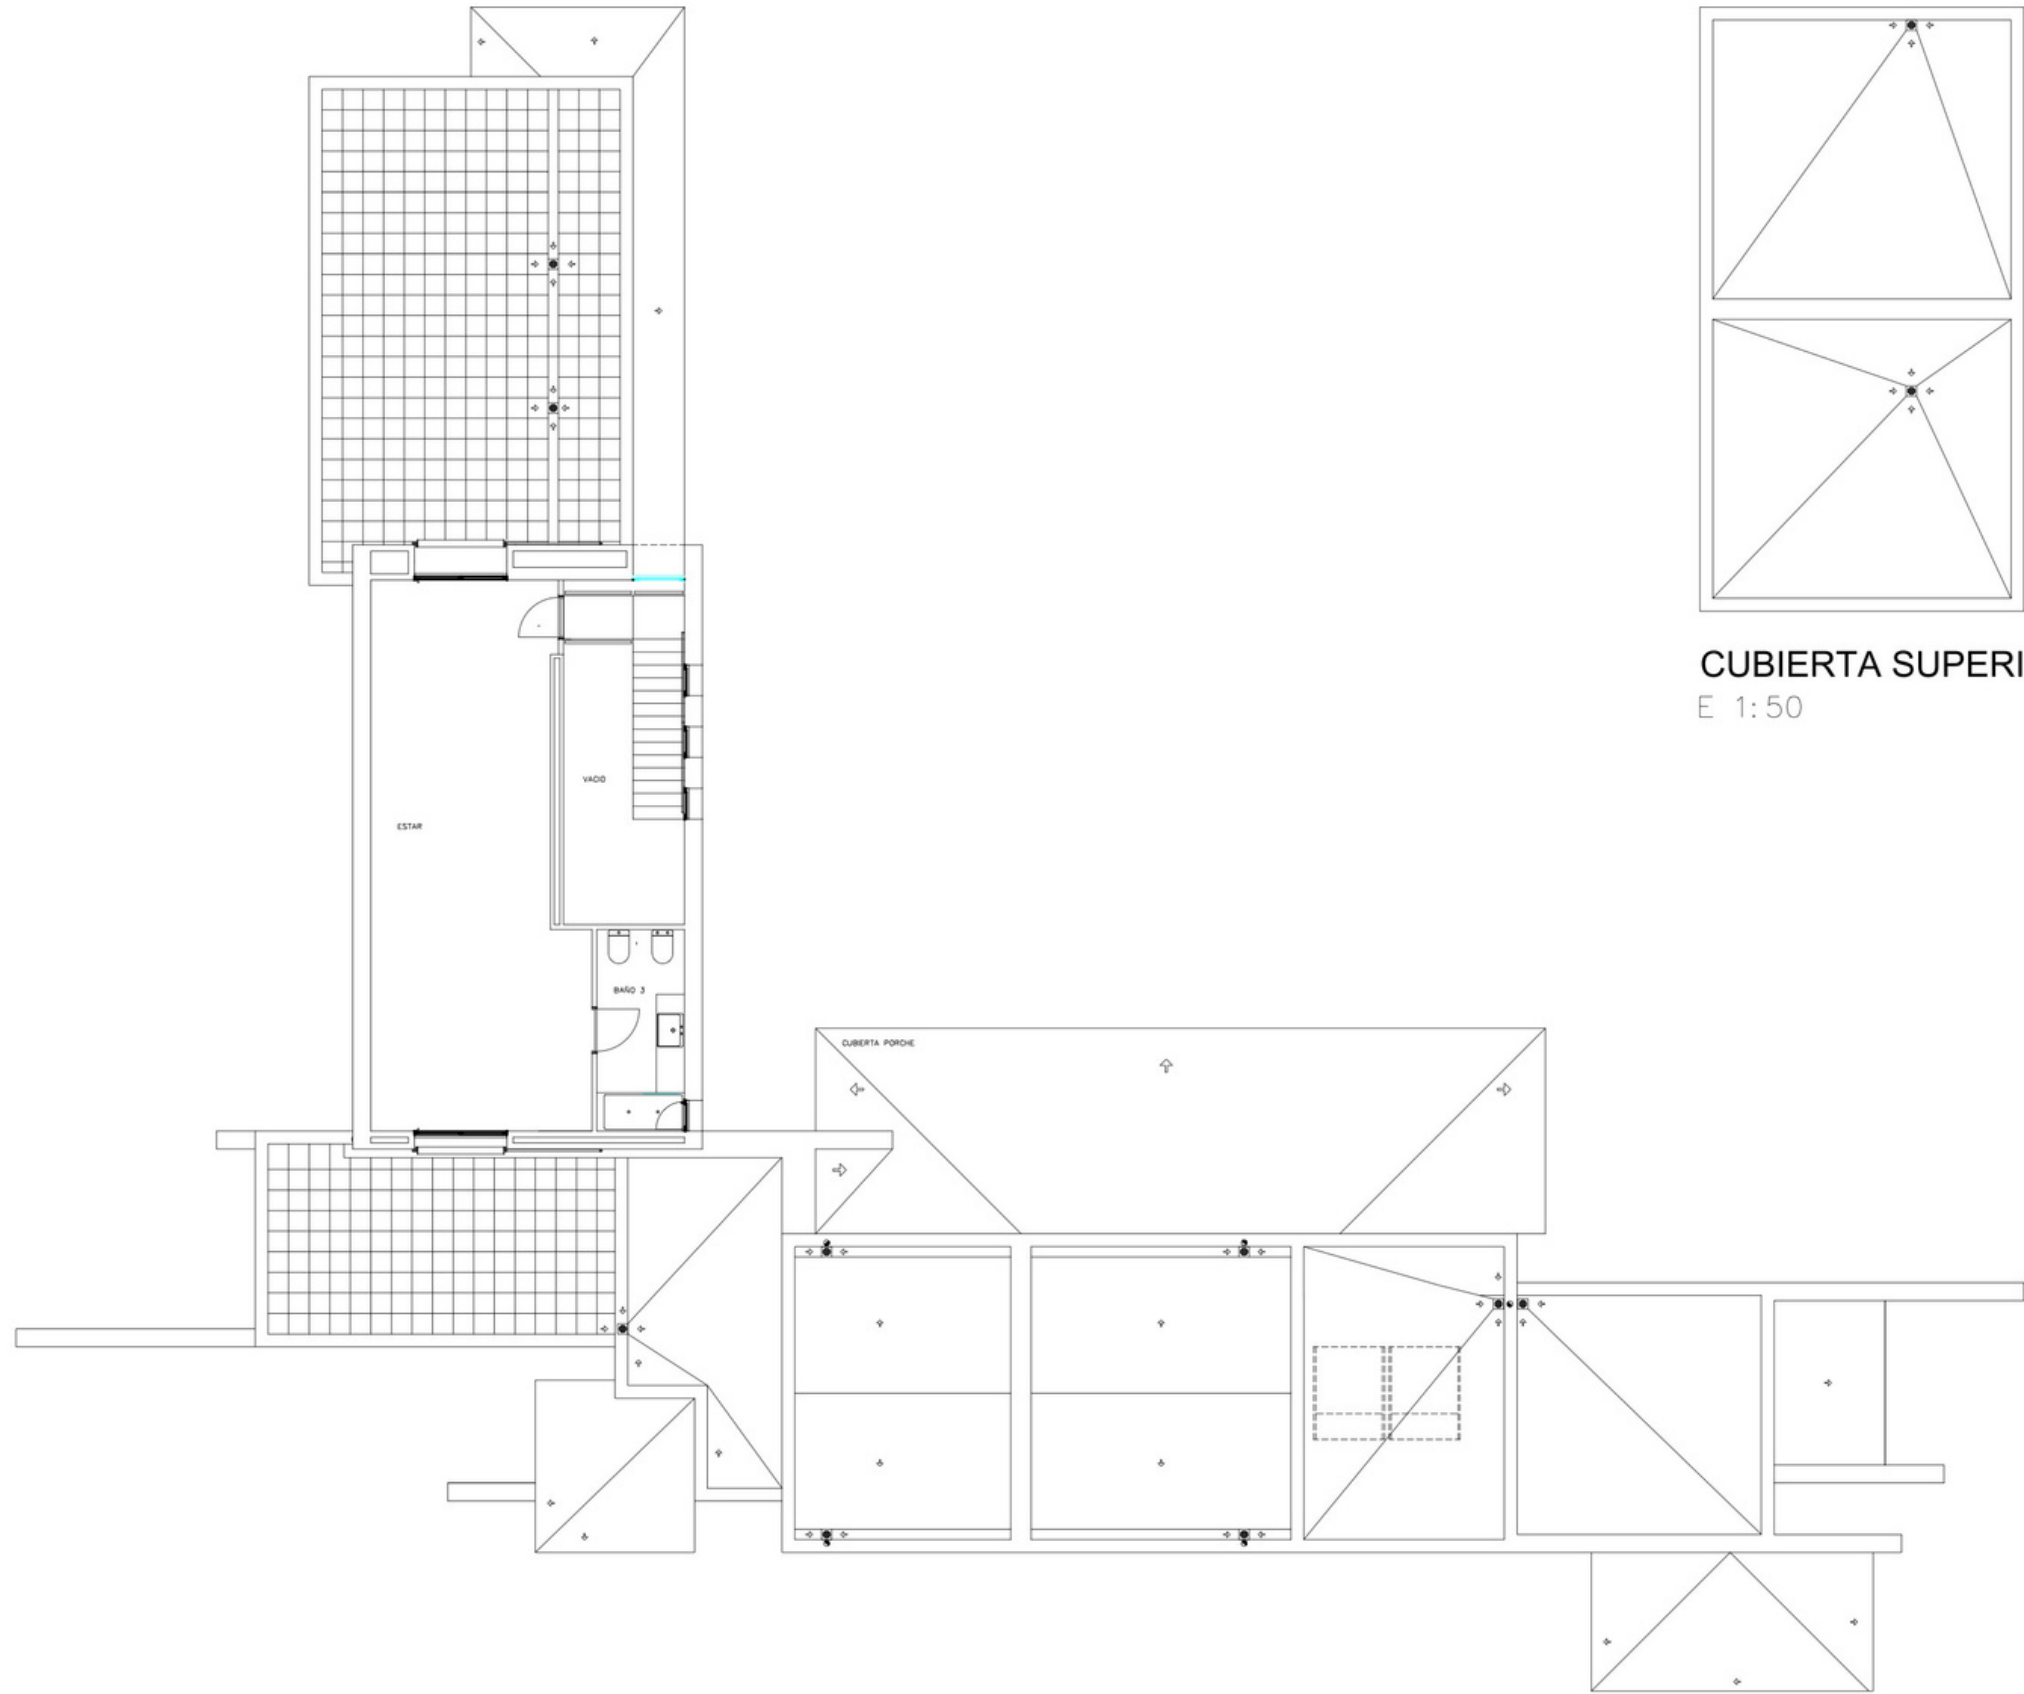 CUBIERTA SUPERI
E 1:50
VACIO
ESTAR
BAÑO 3
CUBIERTA PORCHE